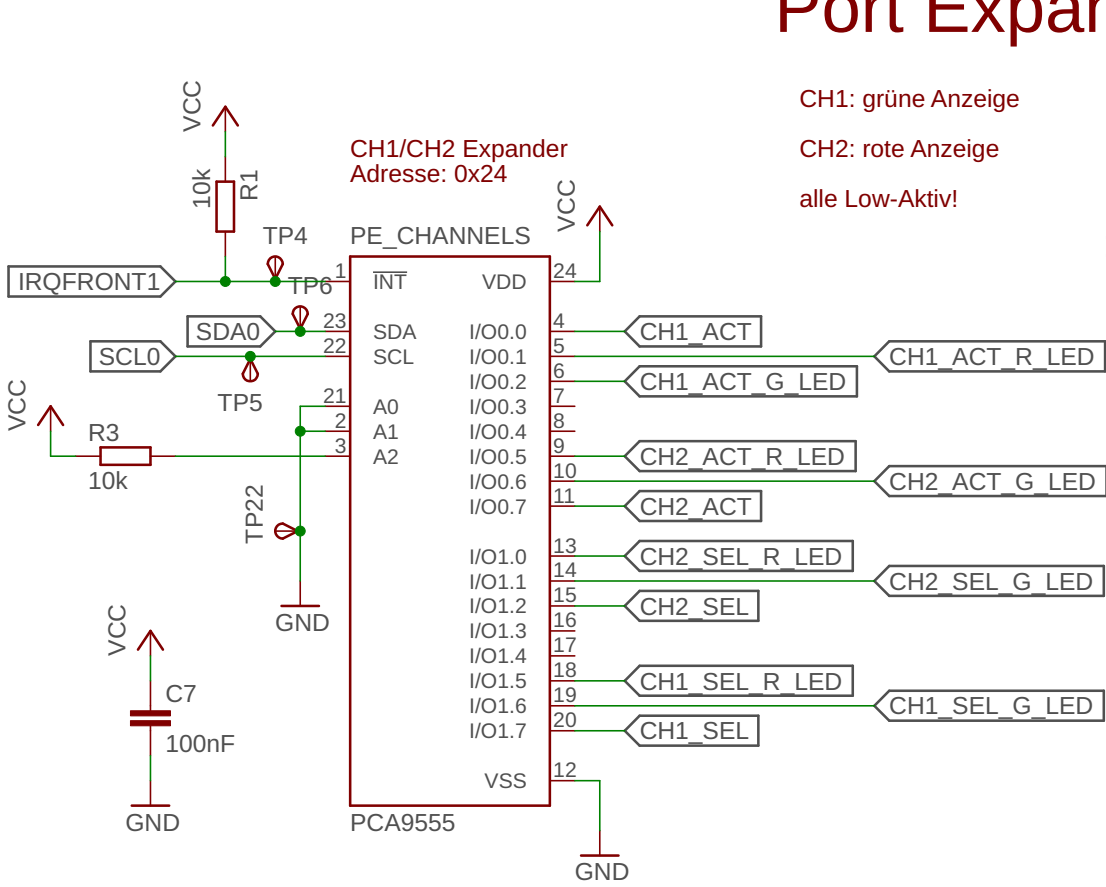 Port Expan
CH1: grüne Anzeige
CH2: rote Anzeige
alle Low-Aktiv!
VCC
10k
R1
CH1/CH2 Expander
Adresse: 0x24
VCC
TP4
PE_CHANNELS
IRQFRONT1
1
INT
VDD
24
TP6
SDA0
23
SDA
I/O0.0
4
CH1_ACT
SCL0
22
SCL
I/O0.1
5
CH1_ACT_R_LED
TP5
I/O0.2
6
CH1_ACT_G_LED
VCC
21
A0
I/O0.3
7
R3
2
A1
I/O0.4
8
10k
3
A2
I/O0.5
9
CH2_ACT_R_LED
I/O0.6
10
CH2_ACT_G_LED
TP22
I/O0.7
11
CH2_ACT
I/O1.0
13
CH2_SEL_R_LED
I/O1.1
14
CH2_SEL_G_LED
GND
I/O1.2
15
CH2_SEL
I/O1.3
16
VCC
I/O1.4
17
C7
100nF
GND
I/O1.5
18
CH1_SEL_R_LED
I/O1.6
19
CH1_SEL_G_LED
I/O1.7
20
CH1_SEL
VSS
12
PCA9555
GND